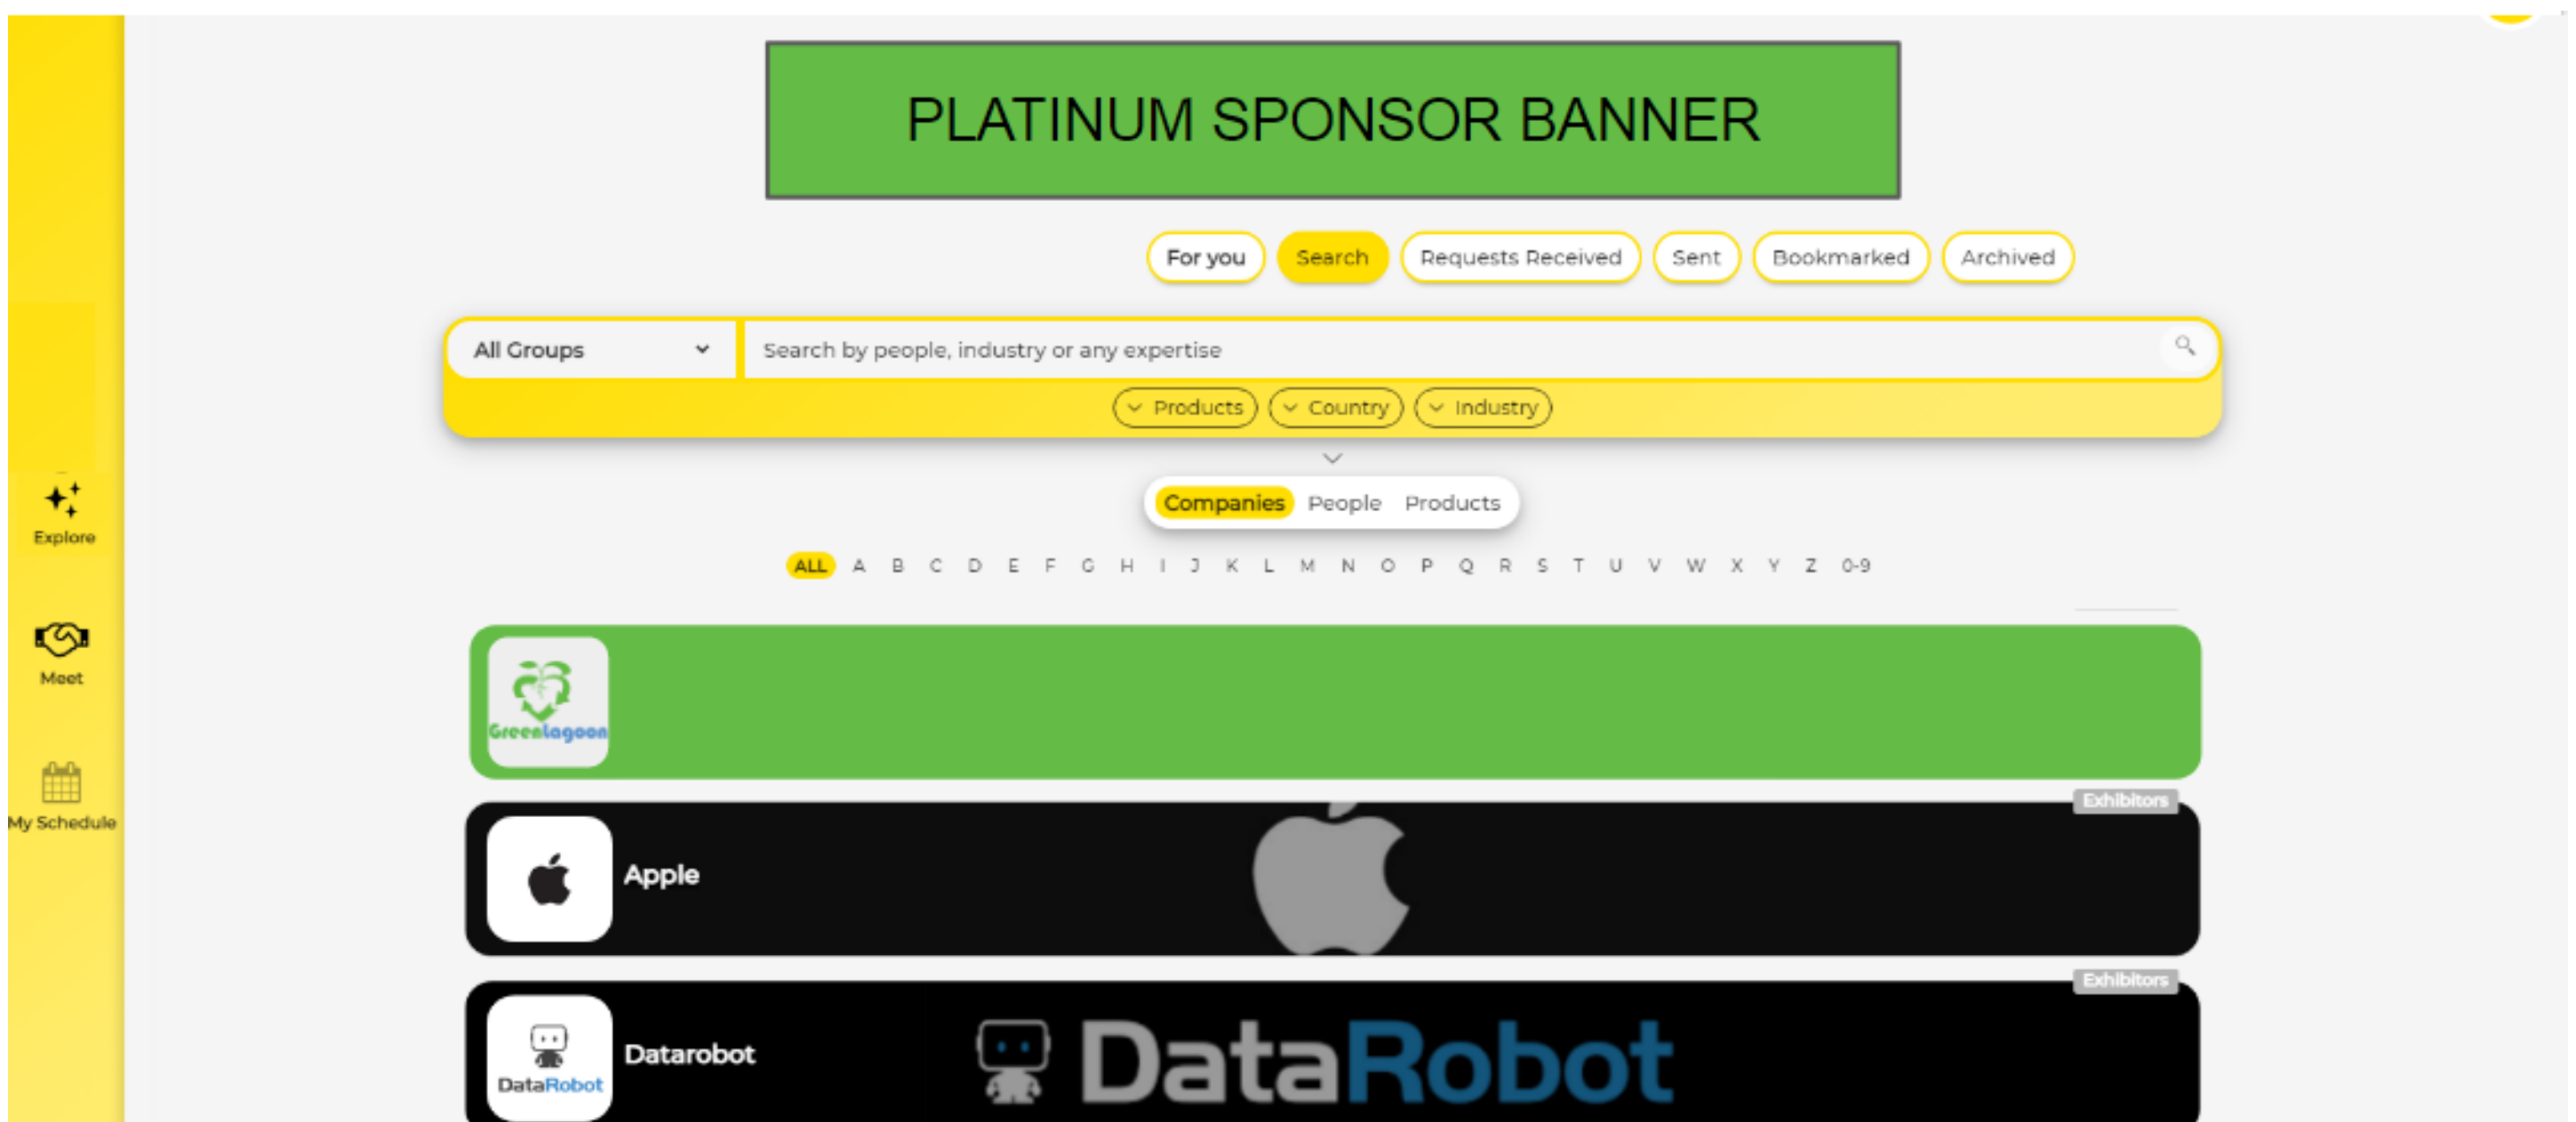 PLATINUM SPONSOR BANNER
For you Search Requests Received Sent Bookmarked Archived
All Groups Search by people, industry or any expertise
Products Country Industry
Companies People Products
ALL A B C D E F G H I J K L M N O P Q R S T U V W X Y Z 0-9
Explore
Meet
My Schedule
GreenLagoon
Exhibitors
Apple
Exhibitors
Datarobot
DataRobot
DataRobot